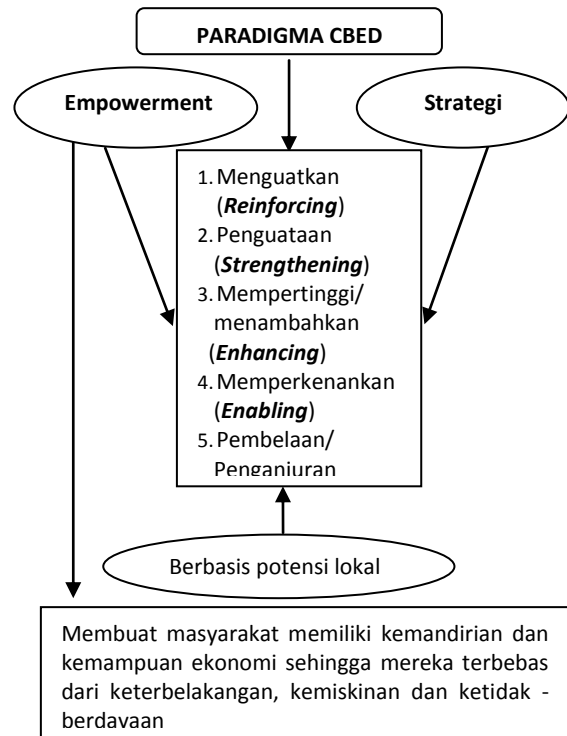 PARADIGMA CBED
Empowerment
Strategi
1. Menguatkan
(Reinforcing)
2. Penguataan
(Strengthening)
3. Mempertinggi/
menambahkan
(Enhancing)
4. Memperkenankan
(Enabling)
5. Pembelaan/
Penganjuran
Berbasis potensi lokal
Membuat masyarakat memiliki kemandirian dan
kemampuan ekonomi sehingga mereka terbebas
dari keterbelakangan, kemiskinan dan ketidak -
berdayaan